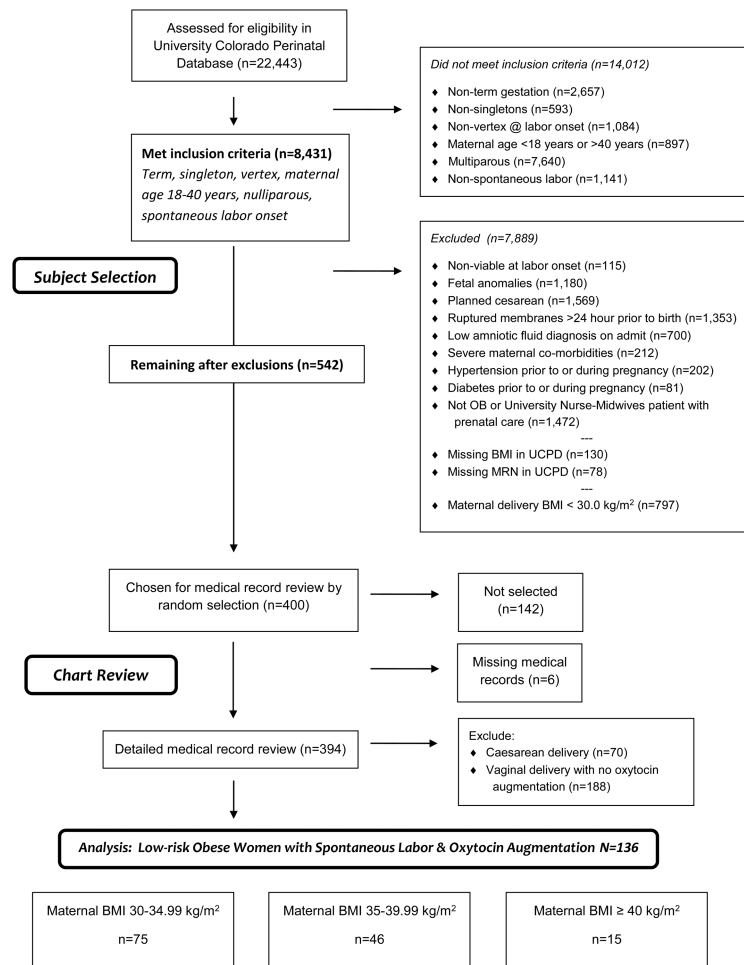 Assessed for eligibility in
University Colorado Perinatal
Database (n=22,443)
Did not meet inclusion criteria (n=14,012)
♦ Non-term gestation (n=2,657)
♦ Non-singletons (n=593)
♦ Non-vertex @ labor onset (n=1,084)
♦ Maternal age <18 years or >40 years (n=897)
♦ Multiparous (n=7,640)
♦ Non-spontaneous labor (n=1,141)
Met inclusion criteria (n=8,431)
Term, singleton, vertex, maternal
age 18-40 years, nulliparous,
spontaneous labor onset
Excluded (n=7,889)
♦ Non-viable at labor onset (n=115)
♦ Fetal anomalies (n=1,180)
♦ Planned cesarean (n=1,569)
♦ Ruptured membranes >24 hour prior to birth (n=1,353)
♦ Low amniotic fluid diagnosis on admit (n=700)
♦ Severe maternal co-morbidities (n=212)
♦ Hypertension prior to or during pregnancy (n=202)
♦ Diabetes prior to or during pregnancy (n=81)
♦ Not OB or University Nurse-Midwives patient with
prenatal care (n=1,472)
---
♦ Missing BMI in UCPD (n=130)
♦ Missing MRN in UCPD (n=78)
---
♦ Maternal delivery BMI < 30.0 kg/m² (n=797)
Subject Selection
Remaining after exclusions (n=542)
Chosen for medical record review by
random selection (n=400)
Not selected
(n=142)
Missing medical
records (n=6)
Chart Review
Detailed medical record review (n=394)
Exclude:
♦ Caesarean delivery (n=70)
♦ Vaginal delivery with no oxytocin
augmentation (n=188)
Analysis: Low-risk Obese Women with Spontaneous Labor & Oxytocin Augmentation N=136
Maternal BMI 30-34.99 kg/m²
n=75
Maternal BMI 35-39.99 kg/m²
n=46
Maternal BMI ≥ 40 kg/m²
n=15